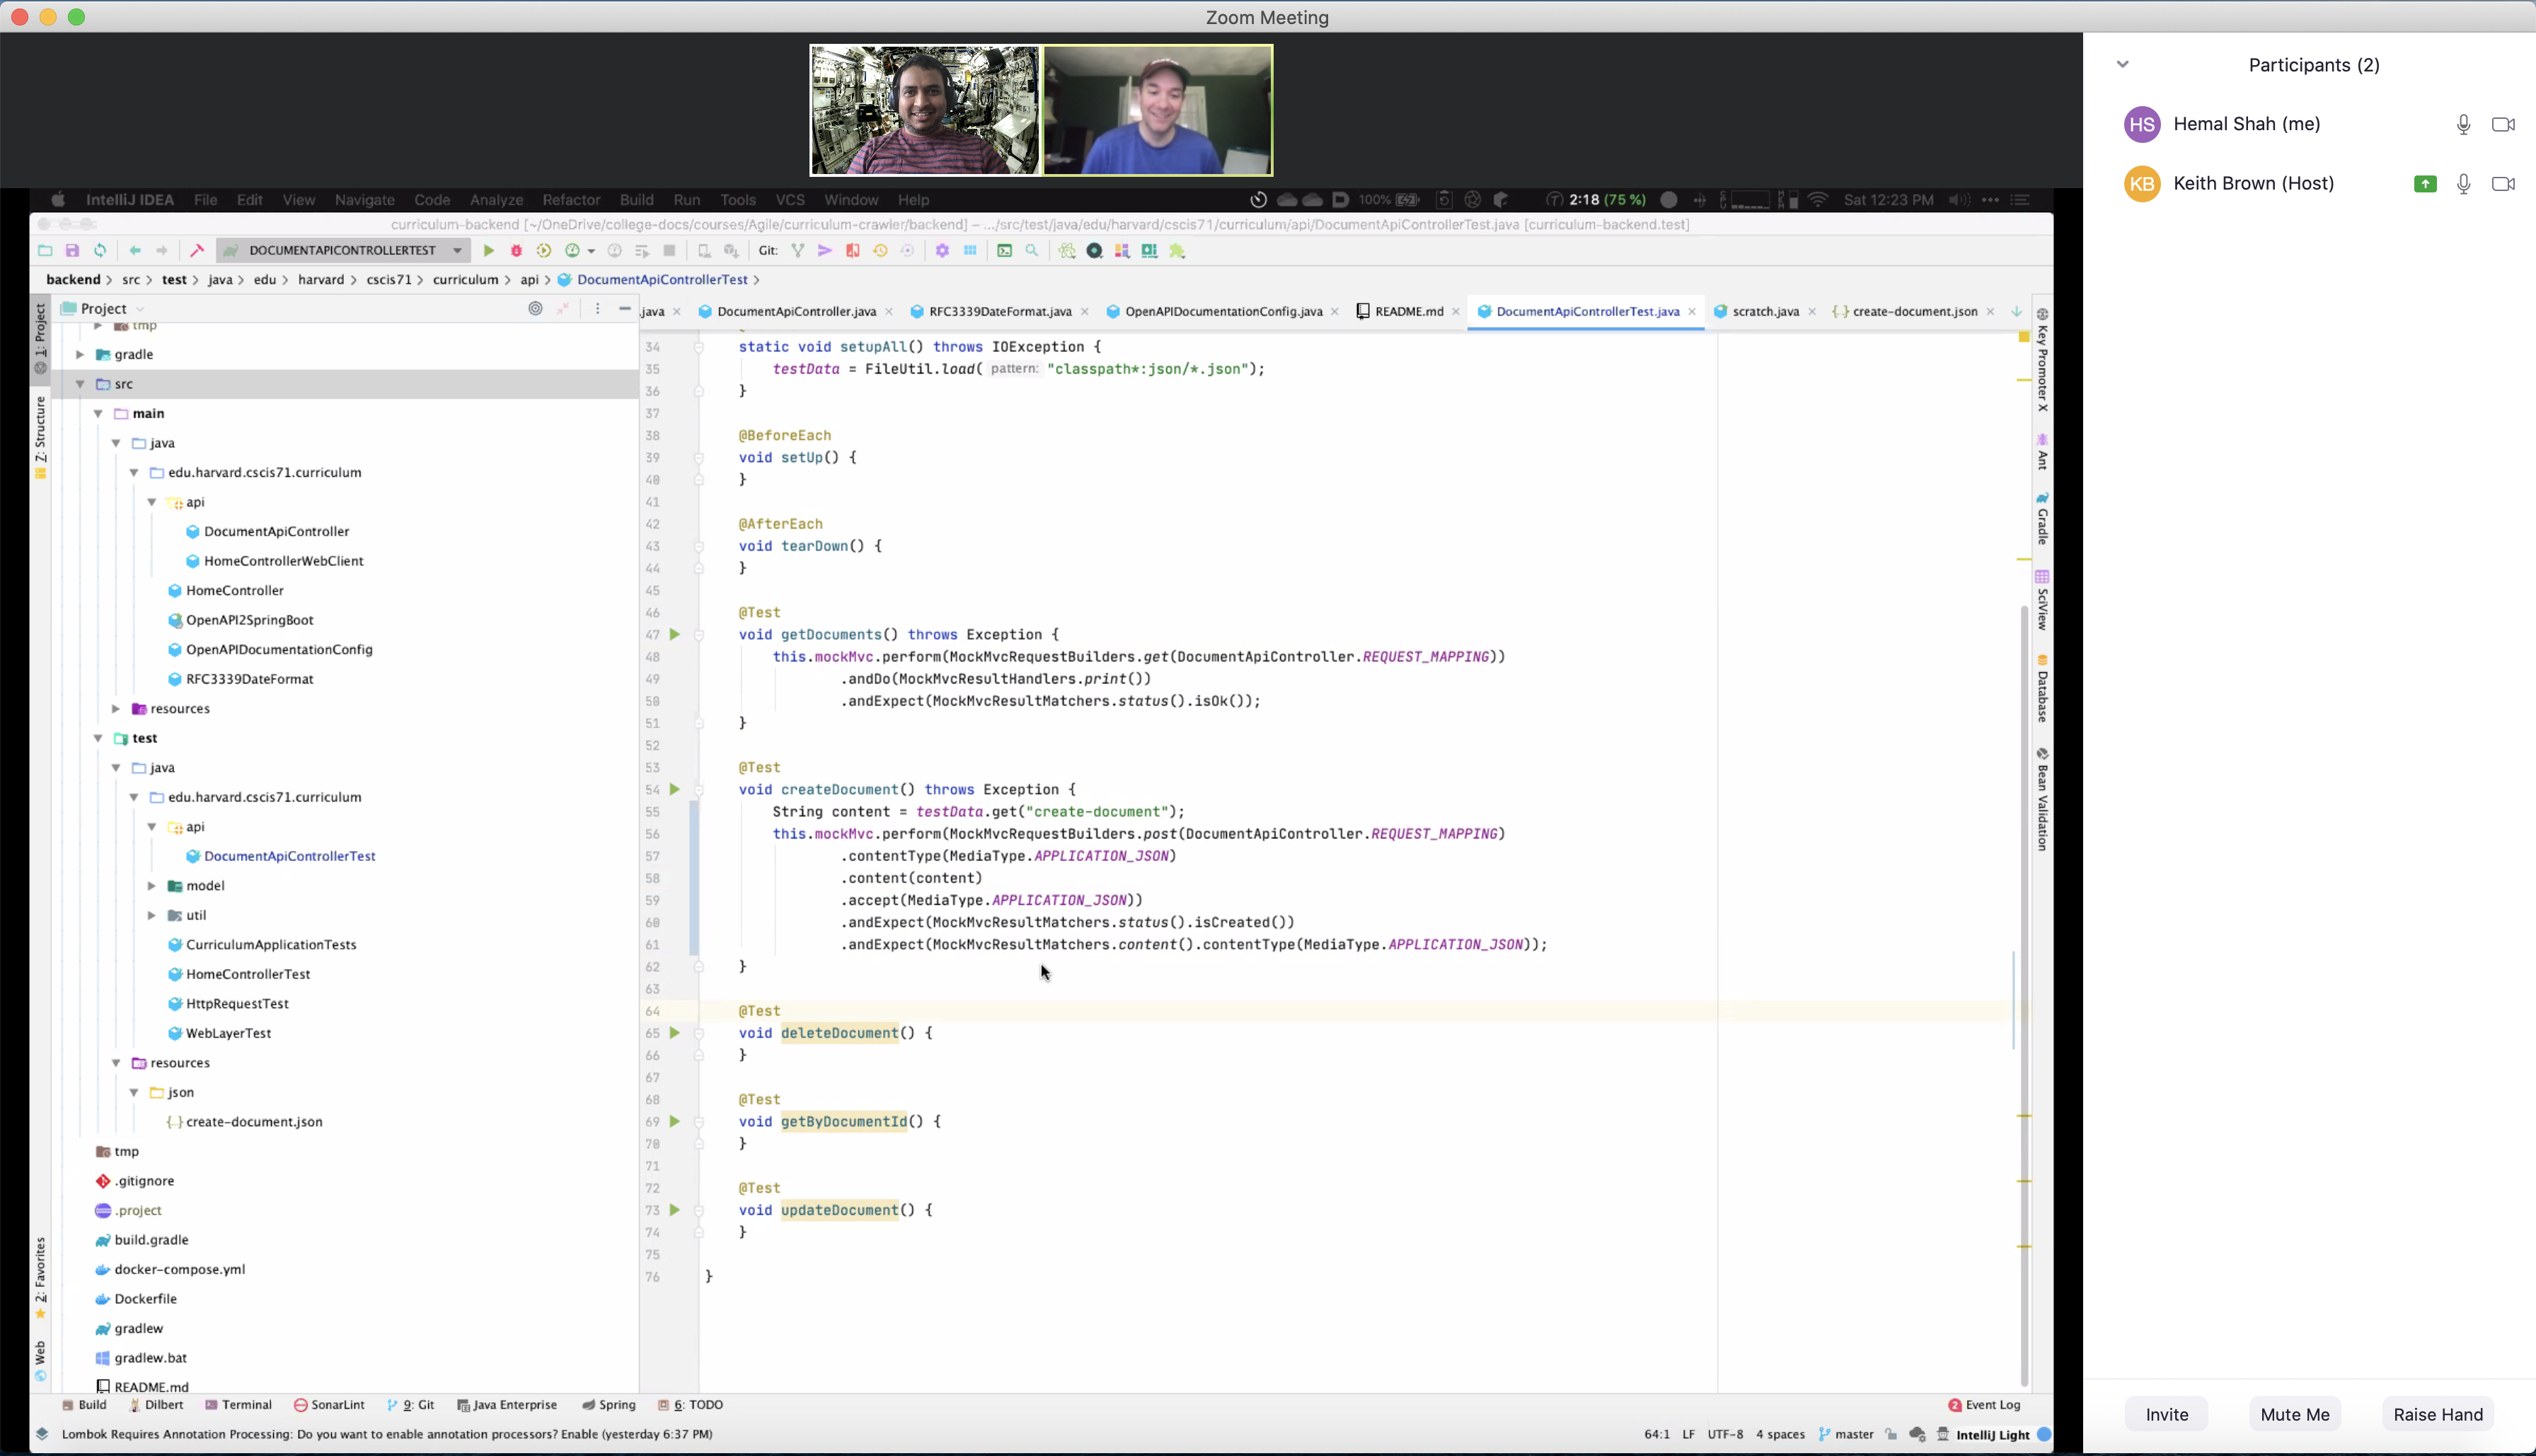 Zoom Meeting
Participants (2)
HS Hemal Shah (me)
KB Keith Brown (Host)
IntelliJ IDEA File Edit View Navigate Code Analyze Refactor Build Run Tools VCS Window Help
100% 2:18 (75 %) Sat 12:23 PM
curriculum-backend [~/OneDrive/college-docs/courses/Agile/curriculum-crawler/backend] – .../src/test/java/edu/harvard/cscis71/curriculum/api/DocumentApiControllerTest.java [curriculum-backend.test]
DOCUMENTAPICONTROLLERTEST Git:
backend src test java edu harvard cscis71 curriculum api DocumentApiControllerTest
Project
.java DocumentApiController.java RFC3339DateFormat.java OpenAPIDocumentationConfig.java README.md DocumentApiControllerTest.java scratch.java create-document.json
1: Project
Z: Structure
2: Favorites
Web
tmp
gradle
src
main
java
edu.harvard.cscis71.curriculum
api
DocumentApiController
HomeControllerWebClient
HomeController
OpenAPI2SpringBoot
OpenAPIDocumentationConfig
RFC3339DateFormat
resources
test
java
edu.harvard.cscis71.curriculum
api
DocumentApiControllerTest
model
util
CurriculumApplicationTests
HomeControllerTest
HttpRequestTest
WebLayerTest
resources
json
create-document.json
tmp
.gitignore
.project
build.gradle
docker-compose.yml
Dockerfile
gradlew
gradlew.bat
README.md
34 static void setupAll() throws IOException {
35 testData = FileUtil.load( pattern: "classpath*:json/*.json");
36 }
37
38 @BeforeEach
39 void setUp() {
40 }
41
42 @AfterEach
43 void tearDown() {
44 }
45
46 @Test
47 void getDocuments() throws Exception {
48 this.mockMvc.perform(MockMvcRequestBuilders.get(DocumentApiController.REQUEST_MAPPING))
49 .andDo(MockMvcResultHandlers.print())
50 .andExpect(MockMvcResultMatchers.status().isOk());
51 }
52
53 @Test
54 void createDocument() throws Exception {
55 String content = testData.get("create-document");
56 this.mockMvc.perform(MockMvcRequestBuilders.post(DocumentApiController.REQUEST_MAPPING)
57 .contentType(MediaType.APPLICATION_JSON)
58 .content(content)
59 .accept(MediaType.APPLICATION_JSON))
60 .andExpect(MockMvcResultMatchers.status().isCreated())
61 .andExpect(MockMvcResultMatchers.content().contentType(MediaType.APPLICATION_JSON));
62 }
63
64 @Test
65 void deleteDocument() {
66 }
67
68 @Test
69 void getByDocumentId() {
70 }
71
72 @Test
73 void updateDocument() {
74 }
75
76 }
Key Promoter X
Ant
Gradle
SciView
Database
Bean Validation
Build Dilbert Terminal SonarLint 9: Git Java Enterprise Spring 6: TODO 2 Event Log
Lombok Requires Annotation Processing: Do you want to enable annotation processors? Enable (yesterday 6:37 PM) 64:1 LF UTF-8 4 spaces master IntelliJ Light
Invite Mute Me Raise Hand